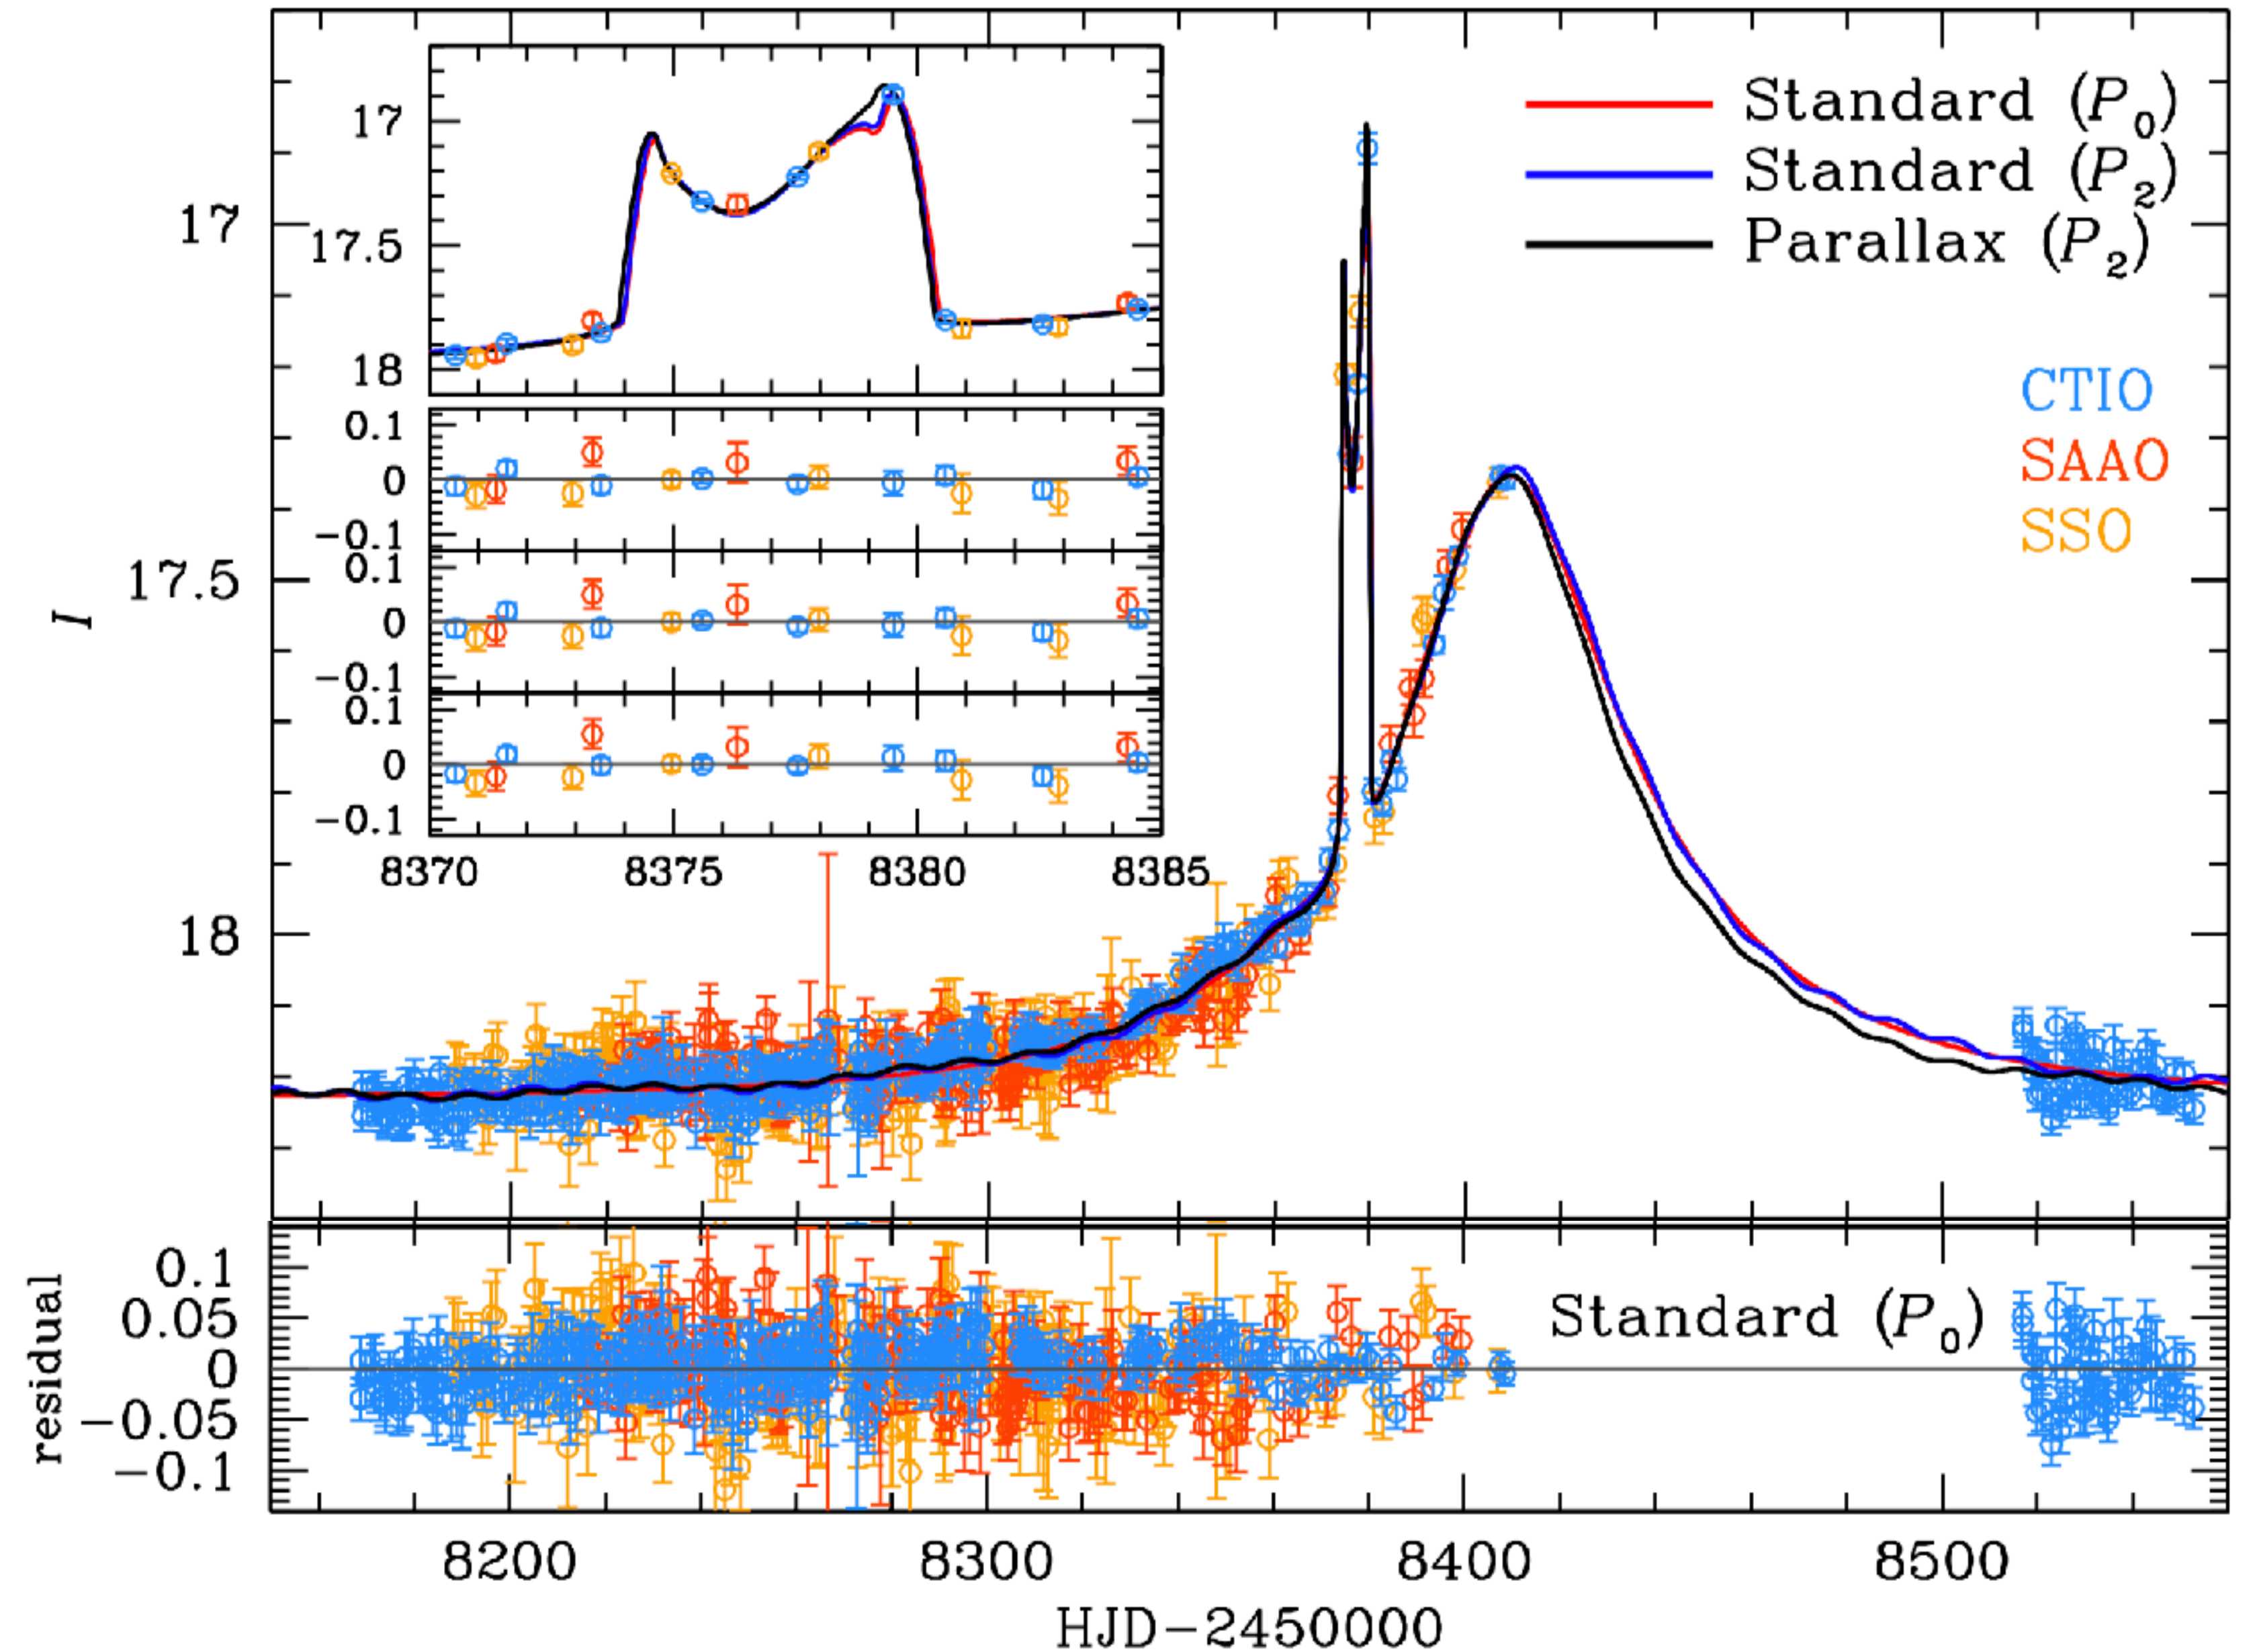 Standard (P0)
Standard (P2)
Parallax (P2)
CTIO
SAAO
SSO
I
17
17.5
18
17
17.5
18
0.1
0
−0.1
0.1
0
−0.1
0.1
0
−0.1
8370 8375 8380 8385
residual
0.1
0.05
0
−0.05
−0.1
Standard (P0)
8200 8300 8400 8500
HJD−2450000